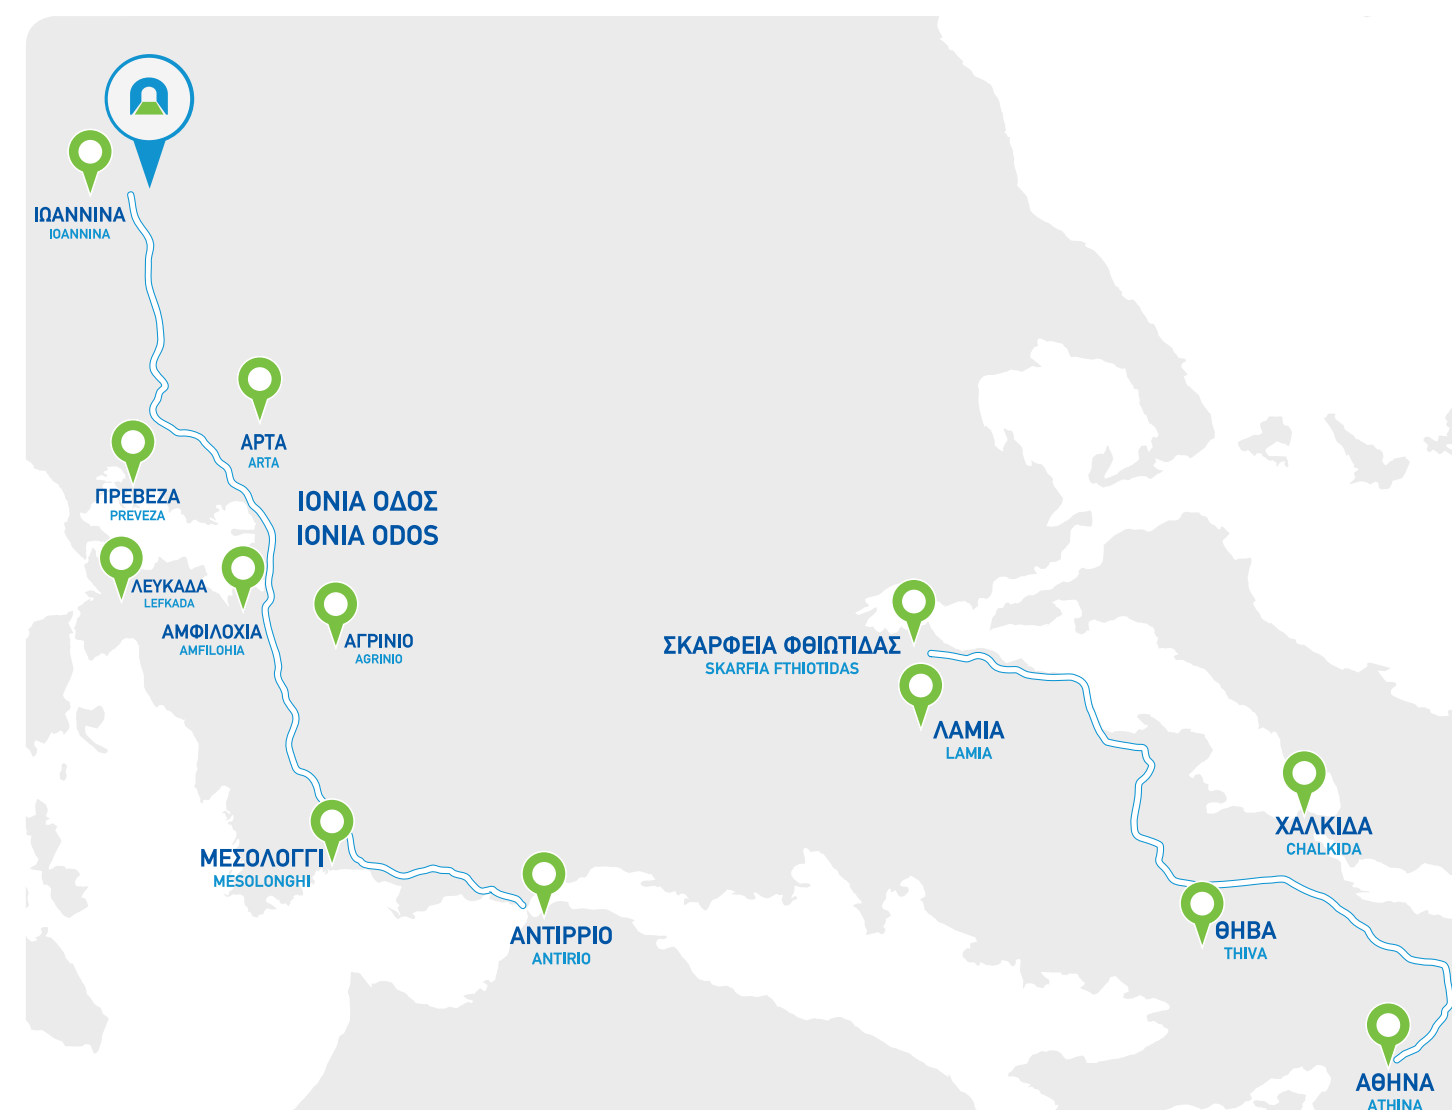 ΙΩΑΝΝΙΝΑ
IOANNINA
ΑΡΤΑ
ARTA
ΠΡΕΒΕΖΑ
PREVEZA
ΙΟΝΙΑ ΟΔΟΣ
IONIA ODOS
ΛΕΥΚΑΔΑ
LEFKADA
ΑΜΦΙΛΟΧΙΑ
AMFILOHIA
ΑΓΡΙΝΙΟ
AGRINIO
ΣΚΑΡΦΕΙΑ ΦΘΙΩΤΙΔΑΣ
SKARFIA FTHIOTIDAS
ΛΑΜΙΑ
LAMIA
ΧΑΛΚΙΔΑ
CHALKIDA
ΜΕΣΟΛΟΓΓΙ
MESOLONGHI
ΑΝΤΙΡΡΙΟ
ANTIRIO
ΘΗΒΑ
THIVA
ΑΘΗΝΑ
ATHINA